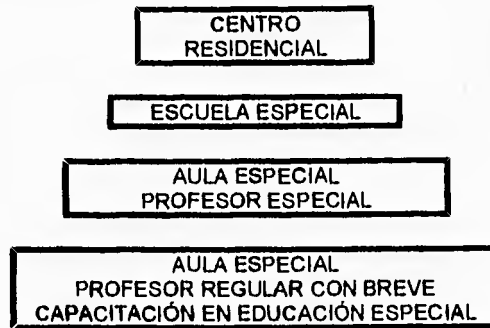 CENTRO
RESIDENCIAL
ESCUELA ESPECIAL
AULA ESPECIAL
PROFESOR ESPECIAL
AULA ESPECIAL
PROFESOR REGULAR CON BREVE
CAPACITACIÓN EN EDUCACIÓN ESPECIAL